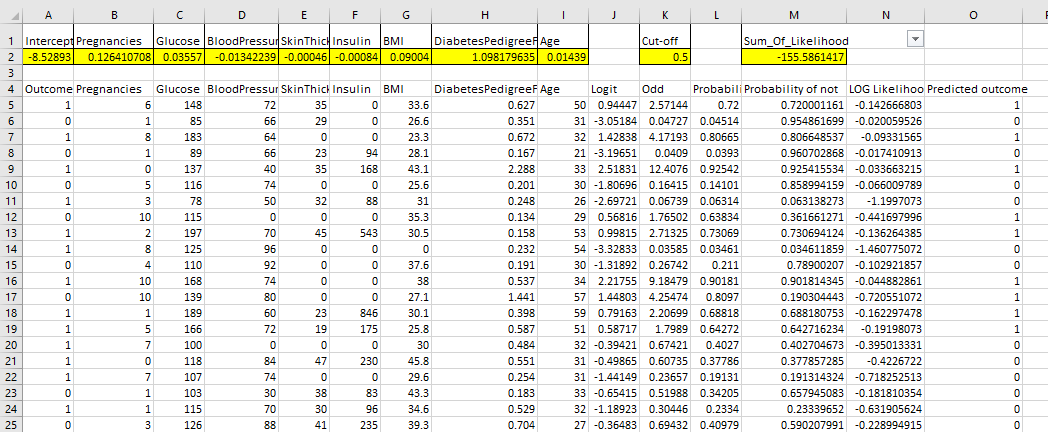 A B C D E F G H I J K L M N O
1 Intercept Pregnancies Glucose BloodPressur SkinThick Insulin BMI DiabetesPedigreeF Age Cut-off Sum_Of_Likelihood
2 -8.52893 0.126410708 0.03557 -0.01342239 -0.00046 -0.00084 0.09004 1.098179635 0.01439 0.5 -155.5861417
3
4 Outcome Pregnancies Glucose BloodPressur SkinThick Insulin BMI DiabetesPedigreeF Age Logit Odd Probabili Probability of not LOG Likelihoo Predicted outcome
5 1 6 148 72 35 0 33.6 0.627 50 0.94447 2.57144 0.72 0.720001161 -0.142666803 1
6 0 1 85 66 29 0 26.6 0.351 31 -3.05184 0.04727 0.04514 0.954861699 -0.020059526 0
7 1 8 183 64 0 0 23.3 0.672 32 1.42838 4.17193 0.80665 0.806648537 -0.09331565 1
8 0 1 89 66 23 94 28.1 0.167 21 -3.19651 0.0409 0.0393 0.960702868 -0.017410913 0
9 1 0 137 40 35 168 43.1 2.288 33 2.51831 12.4076 0.92542 0.925415534 -0.033663215 1
10 0 5 116 74 0 0 25.6 0.201 30 -1.80696 0.16415 0.14101 0.858994159 -0.066009789 0
11 1 3 78 50 32 88 31 0.248 26 -2.69721 0.06739 0.06314 0.063138273 -1.1997073 0
12 0 10 115 0 0 0 35.3 0.134 29 0.56816 1.76502 0.63834 0.361661271 -0.441697996 1
13 1 2 197 70 45 543 30.5 0.158 53 0.99815 2.71325 0.73069 0.730694124 -0.136264385 1
14 1 8 125 96 0 0 0 0.232 54 -3.32833 0.03585 0.03461 0.034611859 -1.460775072 0
15 0 4 110 92 0 0 37.6 0.191 30 -1.31892 0.26742 0.211 0.78900207 -0.102921857 0
16 1 10 168 74 0 0 38 0.537 34 2.21755 9.18479 0.90181 0.901814345 -0.044882861 1
17 0 10 139 80 0 0 27.1 1.441 57 1.44803 4.25474 0.8097 0.190304443 -0.720551072 1
18 1 1 189 60 23 846 30.1 0.398 59 0.79163 2.20699 0.68818 0.688180753 -0.162297478 1
19 1 5 166 72 19 175 25.8 0.587 51 0.58717 1.7989 0.64272 0.642716234 -0.19198073 1
20 1 7 100 0 0 0 30 0.484 32 -0.39421 0.67421 0.4027 0.402704673 -0.395013331 0
21 1 0 118 84 47 230 45.8 0.551 31 -0.49865 0.60735 0.37786 0.377857285 -0.4226722 0
22 1 7 107 74 0 0 29.6 0.254 31 -1.44149 0.23657 0.19131 0.191314324 -0.718252513 0
23 0 1 103 30 38 83 43.3 0.183 33 -0.65415 0.51988 0.34205 0.657945083 -0.181810354 0
24 1 1 115 70 30 96 34.6 0.529 32 -1.18923 0.30446 0.2334 0.23339652 -0.631905624 0
25 0 3 126 88 41 235 39.3 0.704 27 -0.36483 0.69432 0.40979 0.590207991 -0.228994915 0